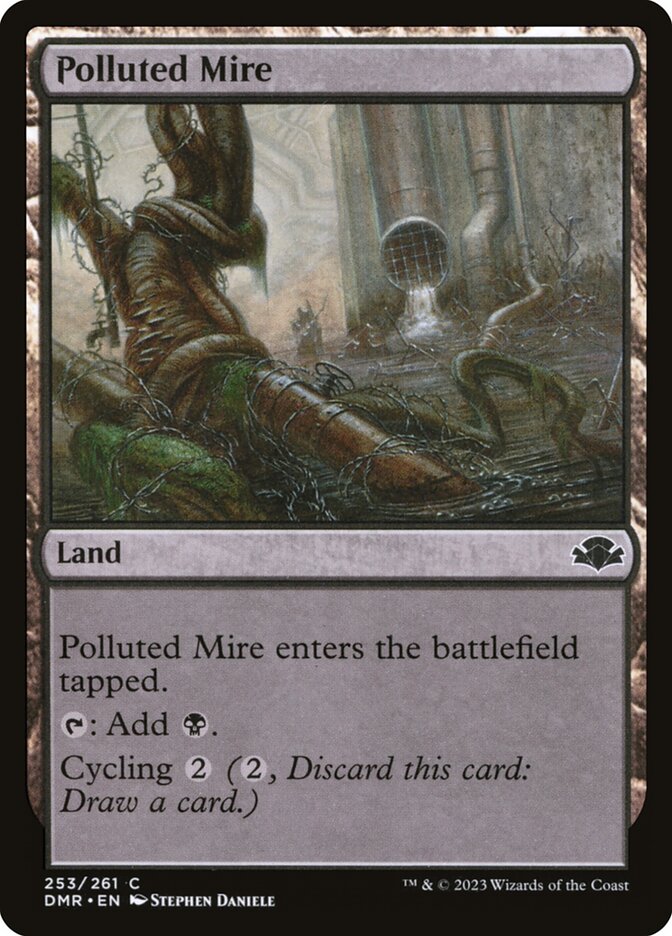 Polluted Mire
Land
Polluted Mire enters the battlefield
tapped.
: Add .
Cycling 2 (2, Discard this card:
Draw a card.)
253/261 C
DMR • EN Stephen Daniele
™ & © 2023 Wizards of the Coast